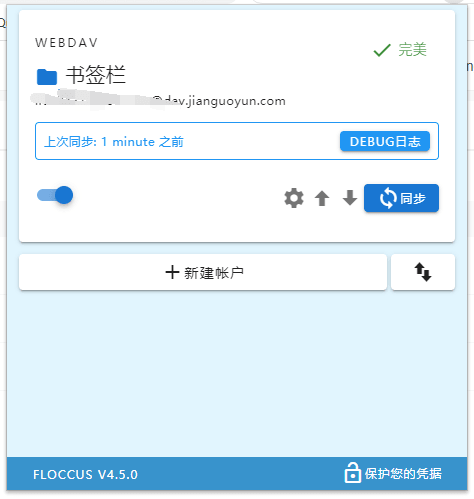 WEBDAV
完美
书签栏
@dav.jianguoyun.com
上次同步: 1 minute 之前
DEBUG日志
同步
新建帐户
FLOCCUS V4.5.0
保护您的凭据